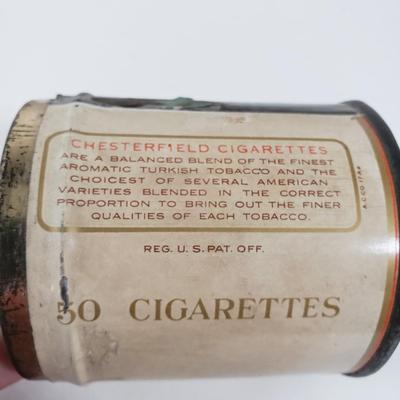 CHESTERFIELD CIGARETTES
ARE A BALANCED BLEND OF THE FINEST
AROMATIC TURKISH TOBACCO AND THE
CHOICEST OF SEVERAL AMERICAN
VARIETIES BLENDED IN THE CORRECT
PROPORTION TO BRING OUT THE FINER
QUALITIES OF EACH TOBACCO.
REG. U. S. PAT. OFF.
50 CIGARETTES